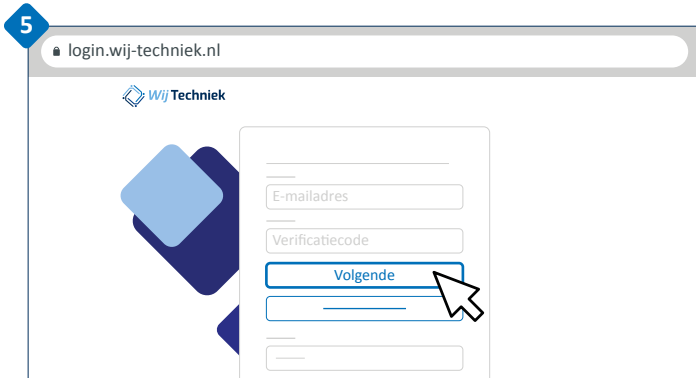 5
login.wij-techniek.nl
Wij Techniek
E-mailadres
Verificatiecode
Volgende